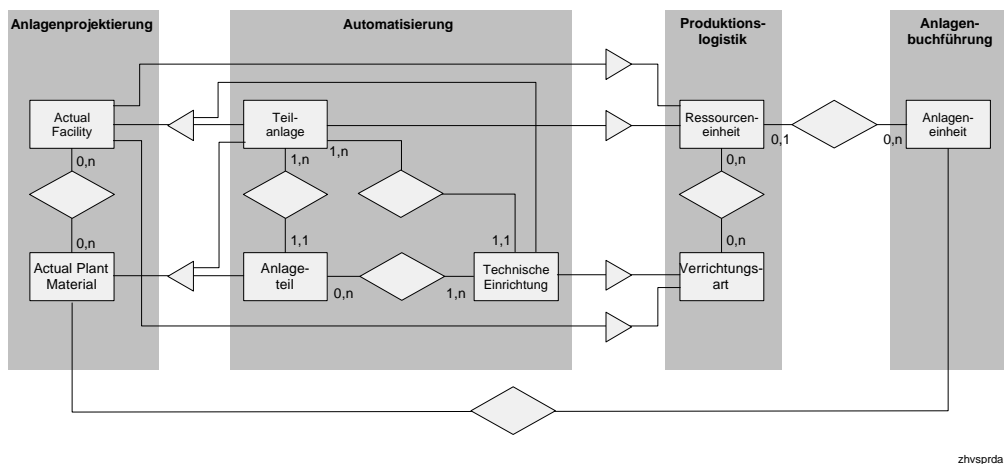 Anlagenprojektierung
Automatisierung
Produktions-
logistik
Anlagen-
buchführung
Actual
Facility
Teil-
anlage
Ressourcen-
einheit
Anlagen-
einheit
0,n
1,n
1,n
0,n
0,1
0,n
0,n
1,1
1,1
0,n
Actual Plant
Material
Anlage-
teil
Technische
Einrichtung
Verrichtungs-
art
0,n
1,n
zhvsprda